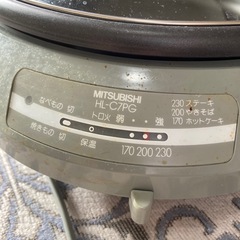 MITSUBISHI
HL-C7PG
なべもの 切 トロ火 弱 強
焼きもの 切 保温 170 200 230
230 ステーキ
200 やきそば
170 ホットケーキ